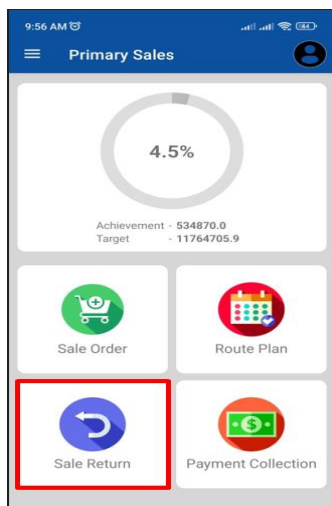 9:56 AM
Primary Sales
4.5%
Achievement - 534870.0
Target - 11764705.9
Sale Order
Route Plan
Sale Return
Payment Collection